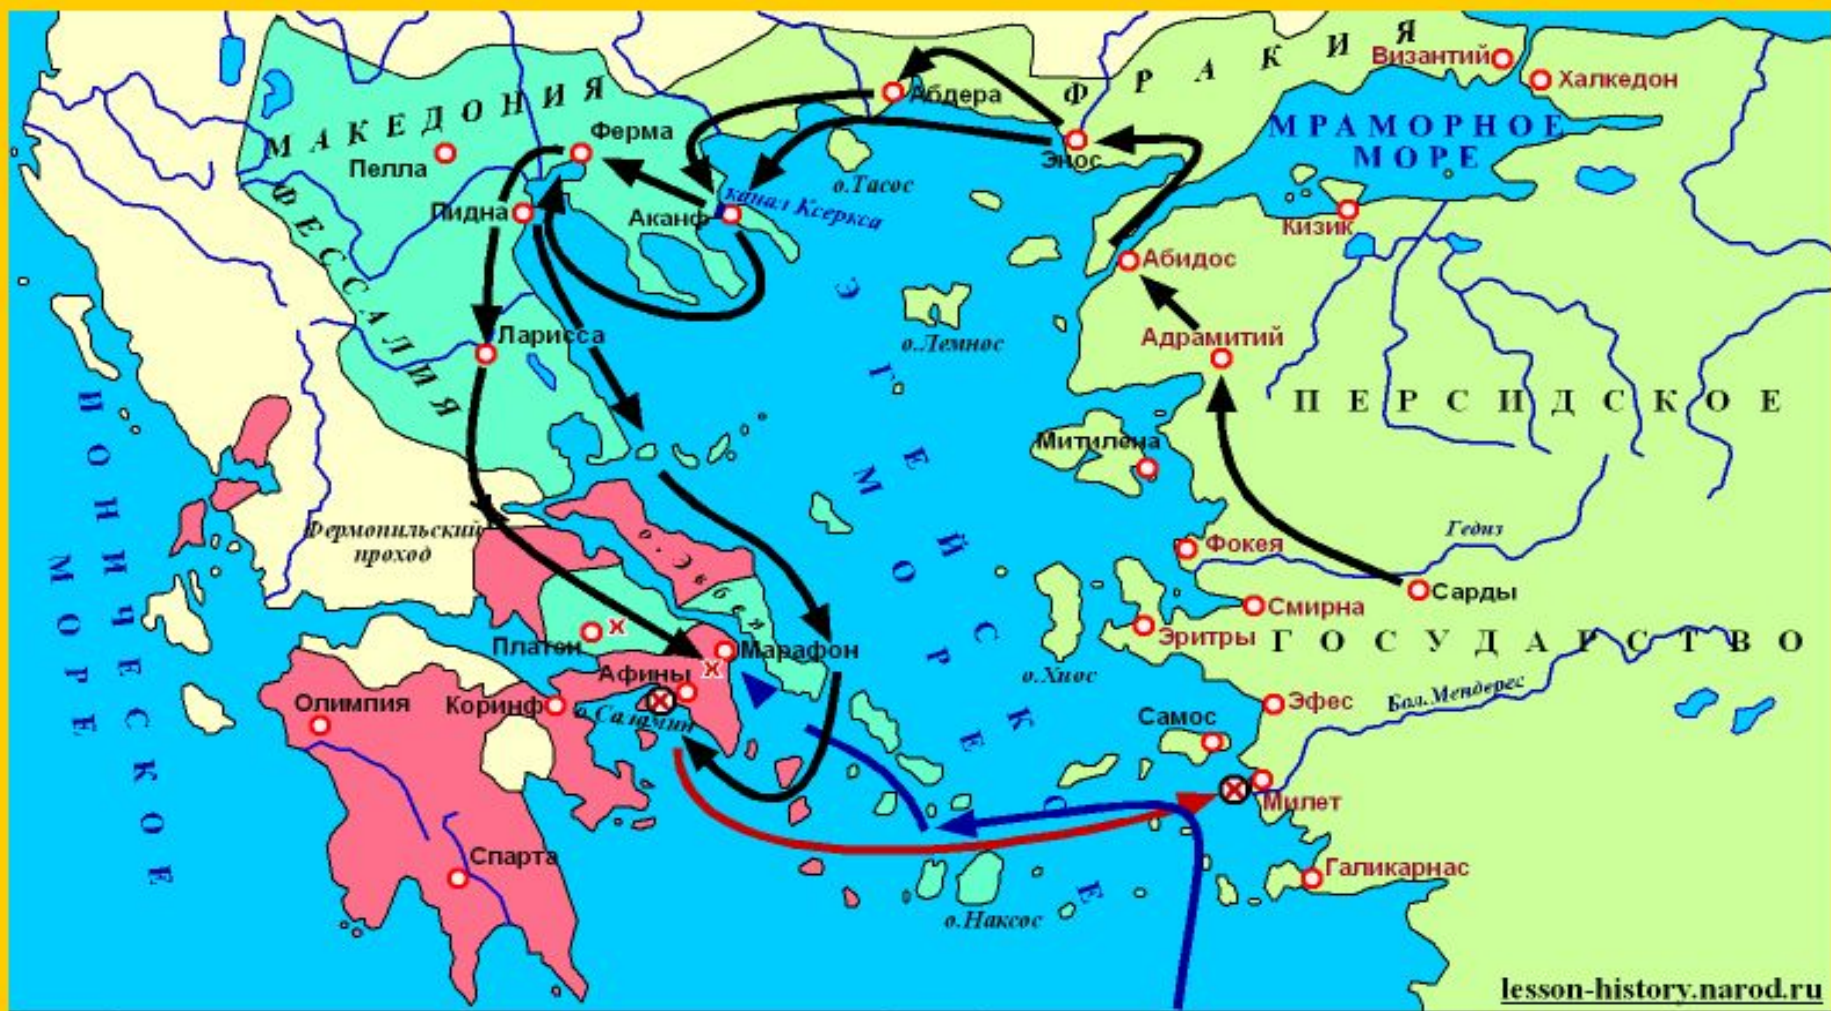 ФРАКИЯ
Византий
Халкедон
МАКЕДОНИЯ
Абдера
Ферма
МРАМОРНОЕ
МОРЕ
Пелла
Энос
о.Тасос
Пидна
Аканф
канал Ксеркса
Кизик
ФЕССАЛИЯ
Абидос
Ларисса
о.Лемнос
Адрамитий
ЭГЕЙСКОЕ
МОРЕ
ПЕРСИДСКОЕ
ИОНИЧЕСКОЕ
МОРЕ
Митилена
Фермопильский
проход
о.Эвбея
Фокея
Гедиз
Сарды
Смирна
Эритры
ГОСУДАРСТВО
Платеи
Марафон
Афины
о.Хиос
Олимпия
Коринф
о.Саламин
Эфес
Бол.Мендерес
Самос
Милет
Спарта
Галикарнас
о.Наксос
lesson-history.narod.ru